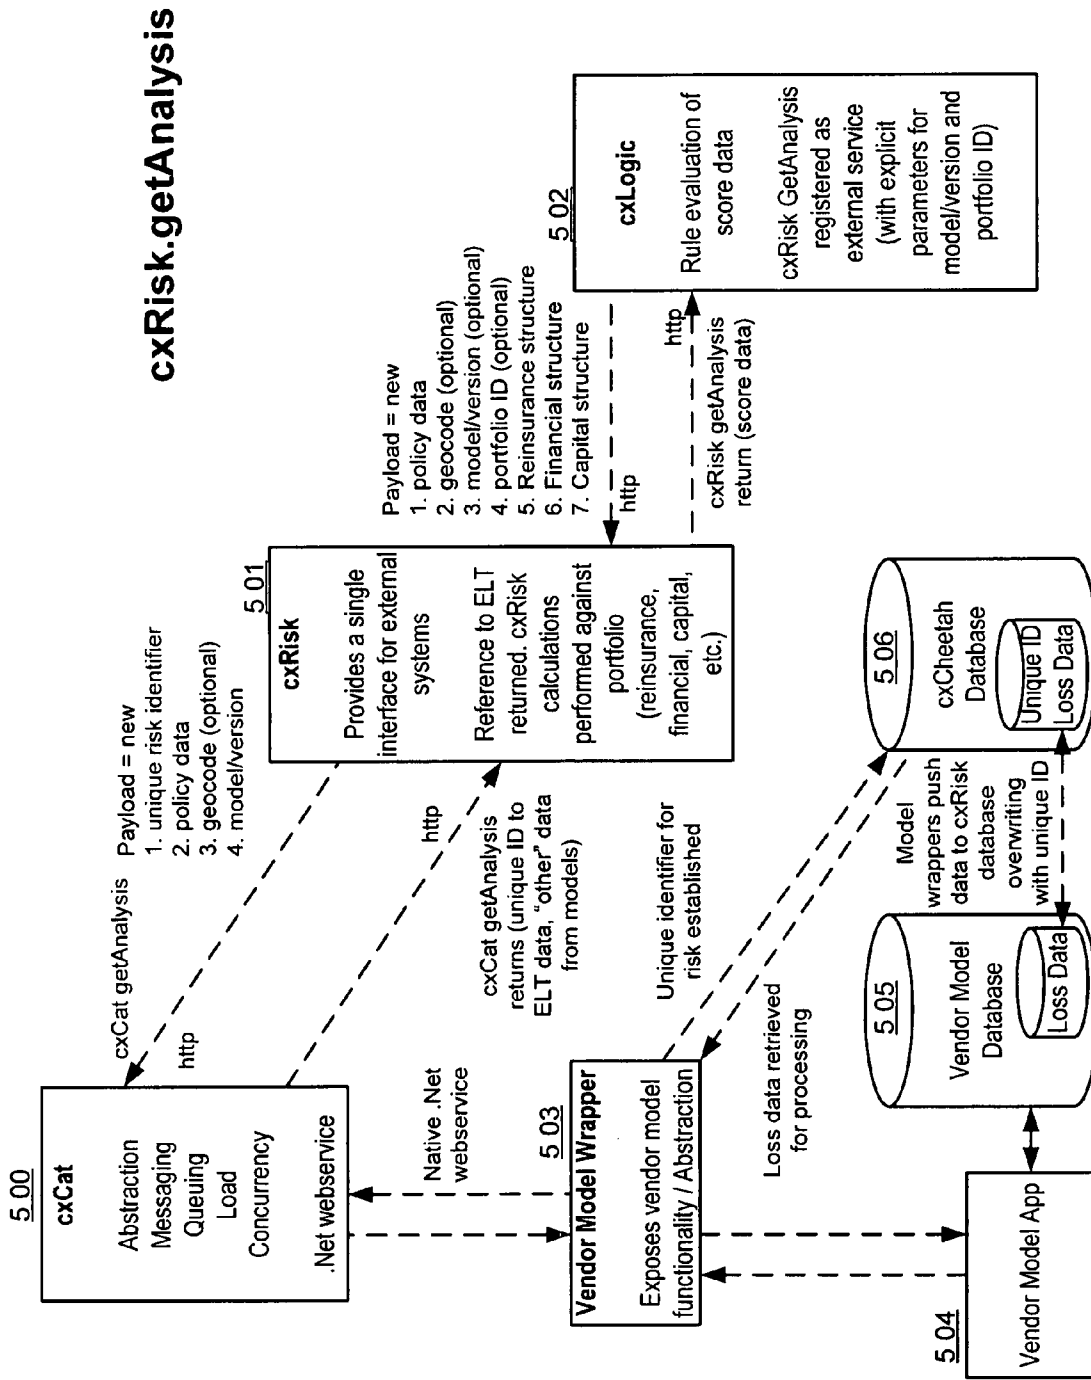 cxRisk.getAnalysis
5 00
cxCat
Abstraction
Messaging
Queuing
Load
Concurrency
.Net webservice
cxCat getAnalysis
http
Payload = new
1. unique risk identifier
2. policy data
3. geocode (optional)
4. model/version
http
cxCat getAnalysis
returns (unique ID to
ELT data, “other” data
from models)
5 01
cxRisk
Provides a single
interface for external
systems
Reference to ELT
returned. cxRisk
calculations
performed against
portfolio
(reinsurance,
financial, capital,
etc.)
Payload = new
1. policy data
2. geocode (optional)
3. model/version (optional)
4. portfolio ID (optional)
5. Reinsurance structure
6. Financial structure
7. Capital structure
http
http
cxRisk getAnalysis
return (score data)
5 02
cxLogic
Rule evaluation of
score data
cxRisk GetAnalysis
registered as
external service
(with explicit
parameters for
model/version and
portfolio ID)
Native .Net
webservice
5 03
Vendor Model Wrapper
Exposes vendor model
functionality / Abstraction
Unique identifier for
risk established
Loss data retrieved
for processing
5 04
Vendor Model App
5 05
Vendor Model
Database
Loss Data
Model
wrappers push
data to cxRisk
database
overwriting
with unique ID
5 06
cxCheetah
Database
Unique ID
Loss Data